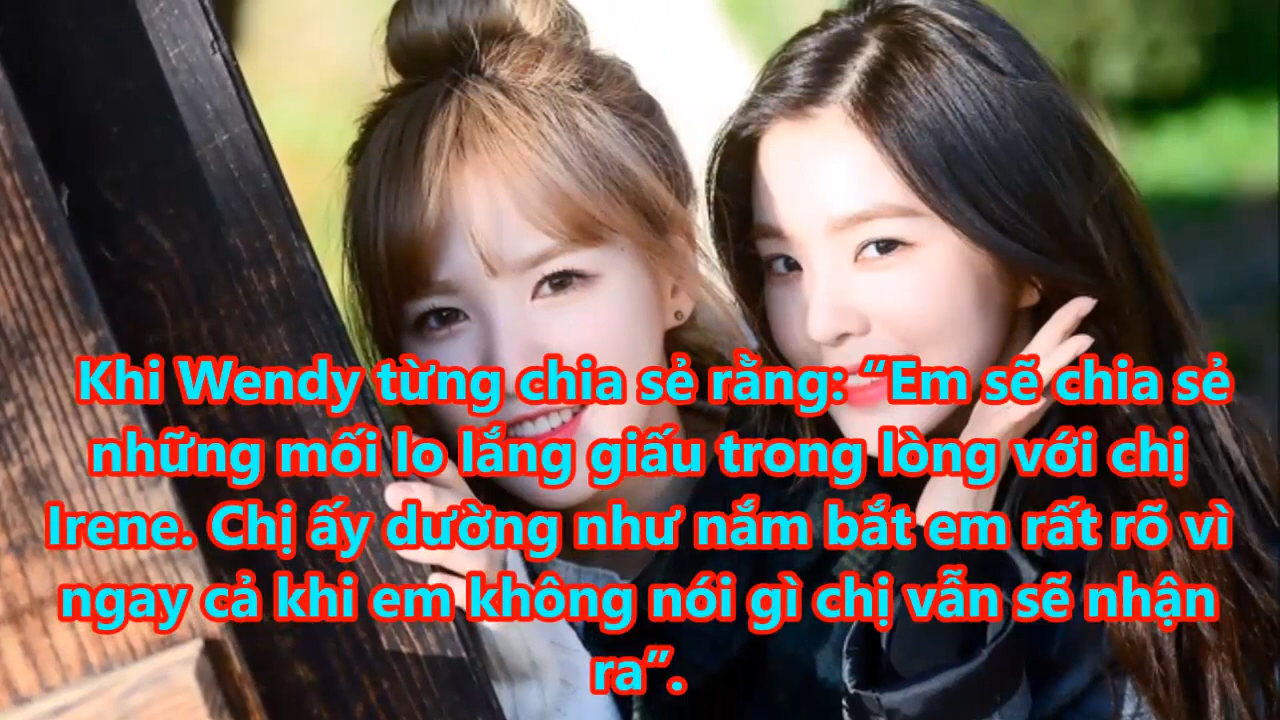 Khi Wendy từng chia sẻ rằng: “Em sẽ chia sẻ
những mối lo lắng giấu trong lòng với chị
Irene. Chị ấy dường như nắm bắt em rất rõ vì
ngay cả khi em không nói gì chị vẫn sẽ nhận
ra”.